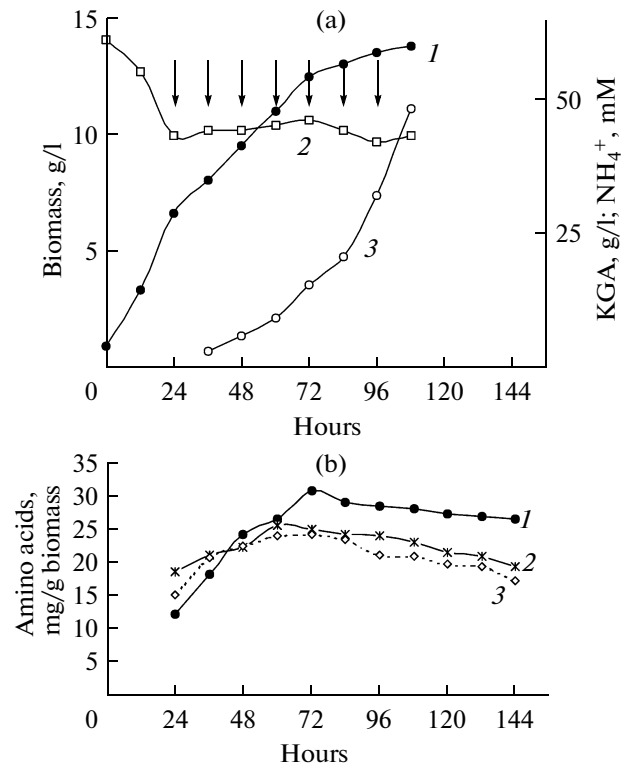 (a)
15
10
5
0
Biomass, g/l
50
25
KGA, g/l; NH₄⁺, mM
1
2
3
24 48 72 96 120 144
Hours
(b)
35
30
25
20
15
10
5
0
Amino acids,
mg/g biomass
1
2
3
24 48 72 96 120 144
Hours